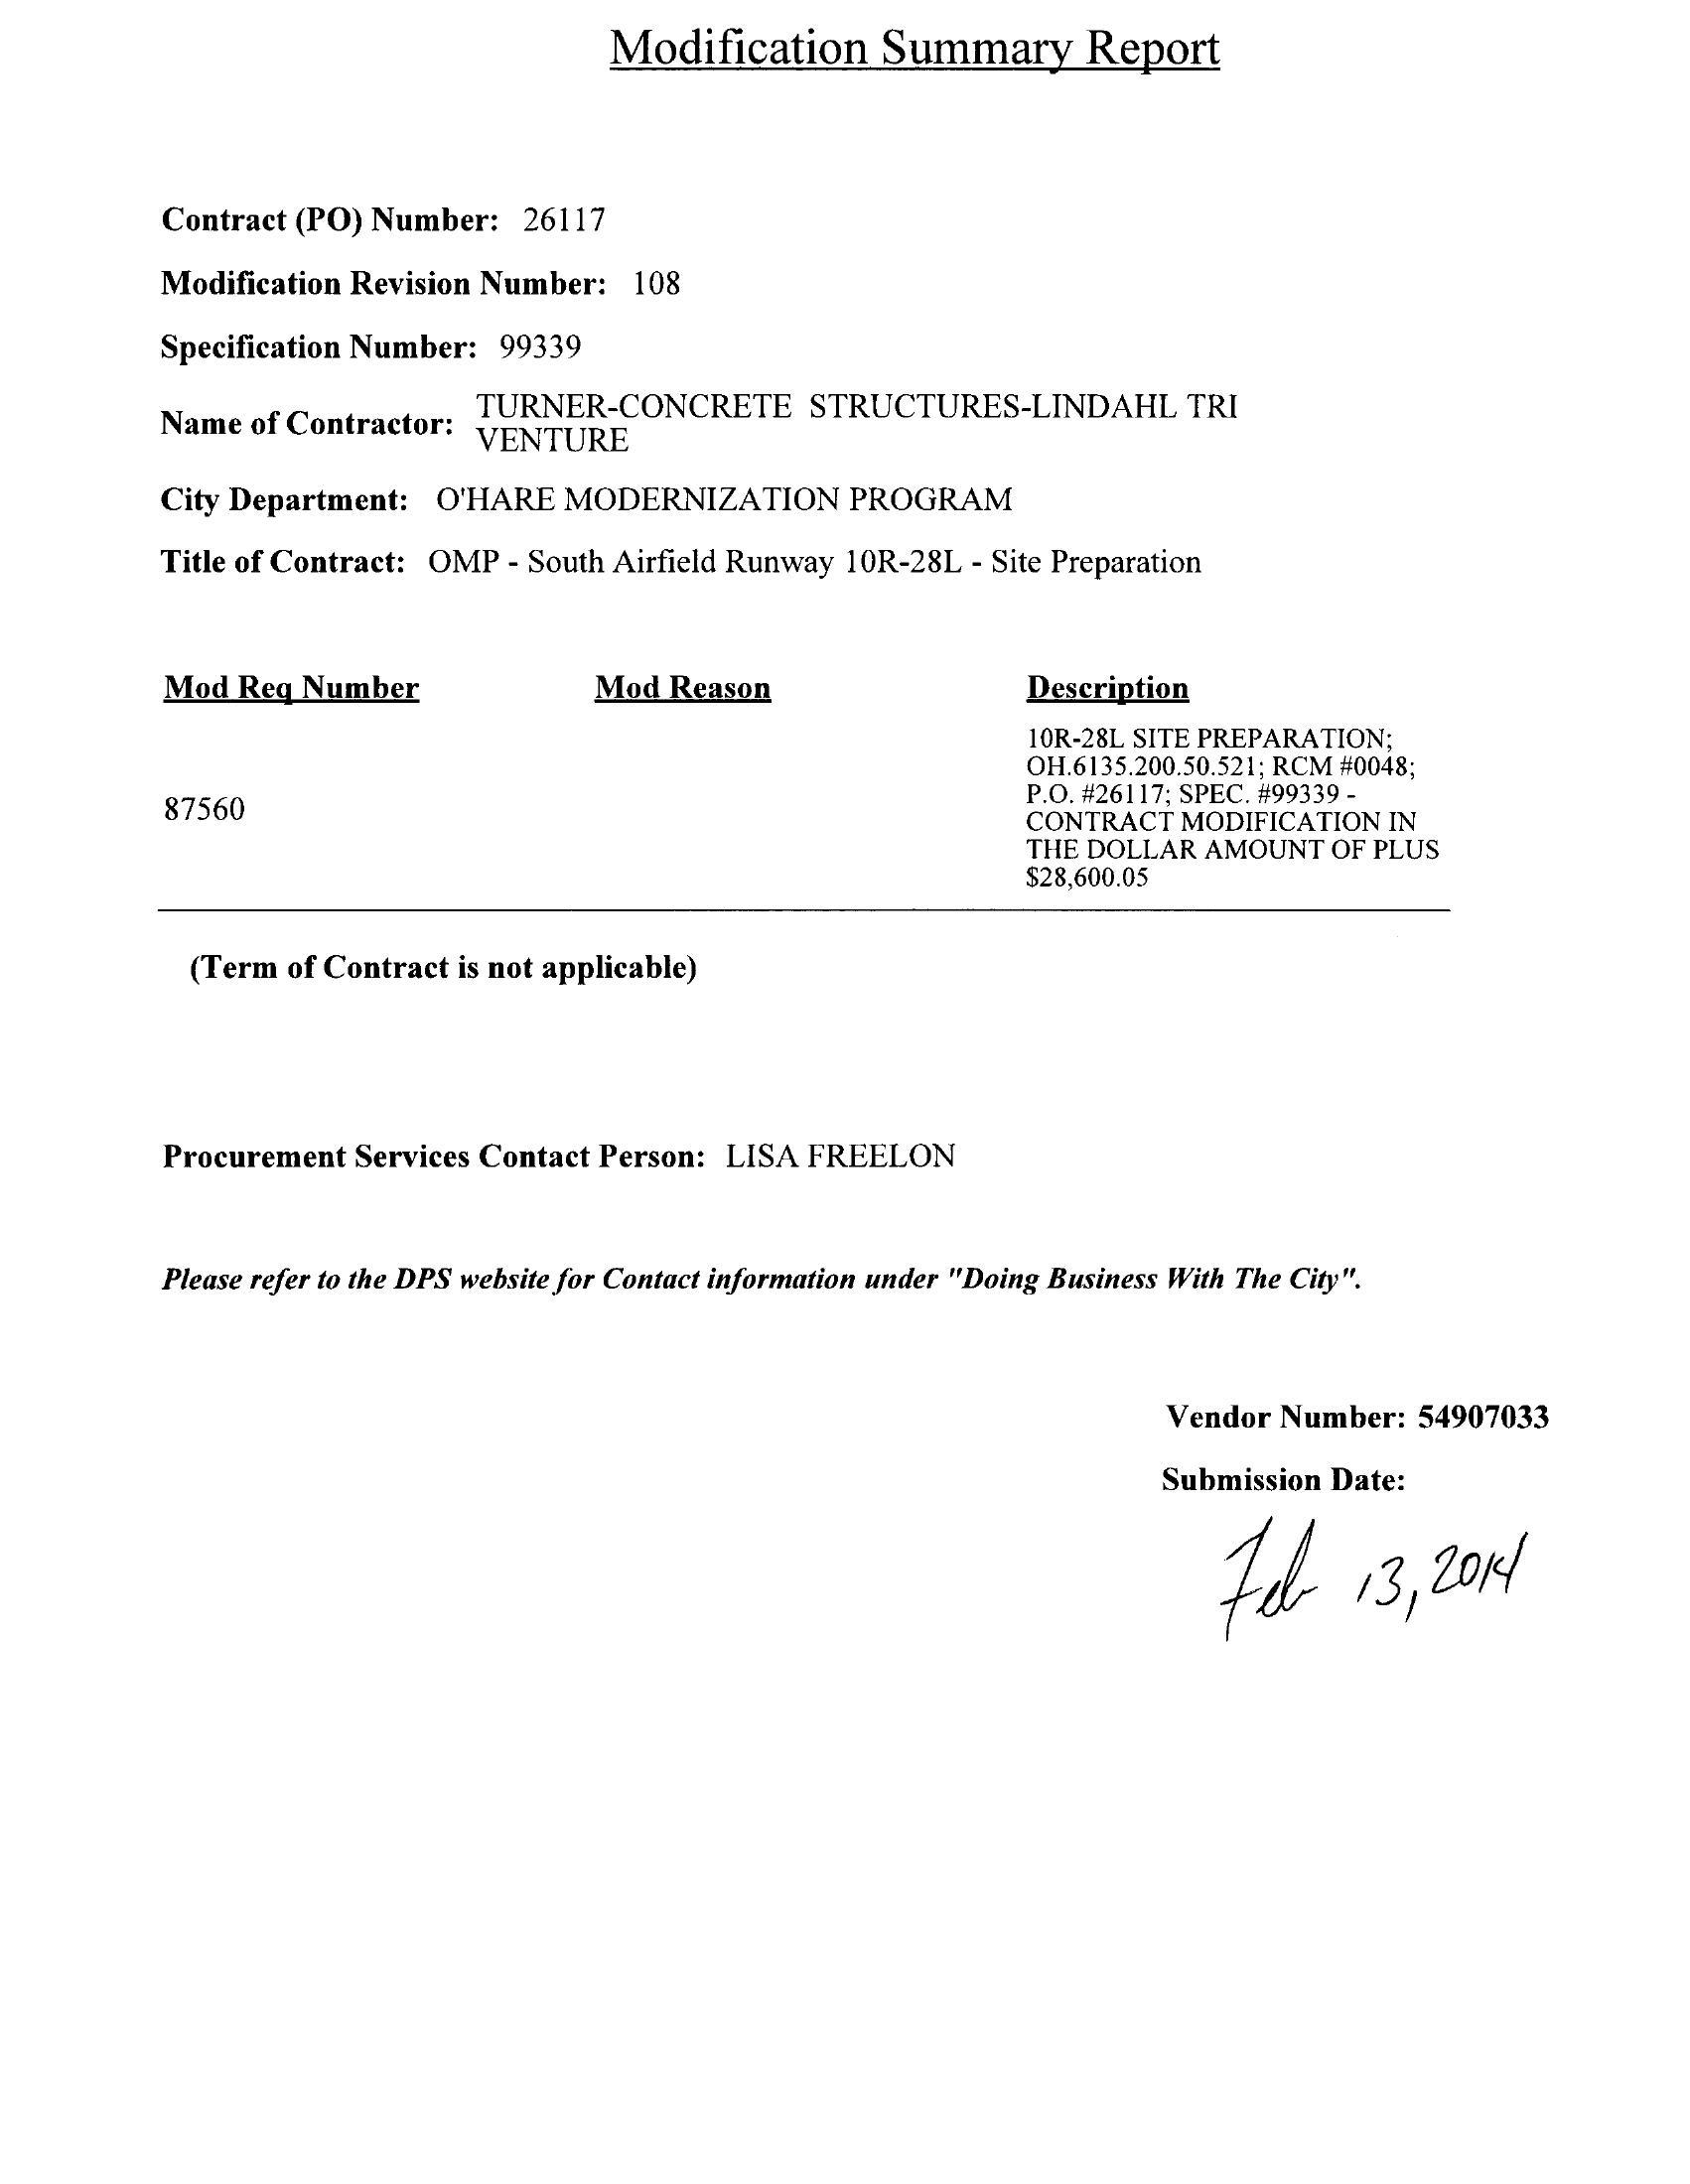 Modification Summary Report
Contract (PO) Number: 26117
Modification Revision Number: 108
Specification Number: 99339
Name of Contractor: TURNER-CONCRETE STRUCTURES-LINDAHL TRI
VENTURE
City Department: O'HARE MODERNIZATION PROGRAM
Title of Contract: OMP - South Airfield Runway 10R-28L - Site Preparation
Mod Req Number Mod Reason Description
87560
10R-28L SITE PREPARATION;
OH.6135.200.50.521; RCM #0048;
P.O. #26117; SPEC. #99339 -
CONTRACT MODIFICATION IN
THE DOLLAR AMOUNT OF PLUS
$28,600.05
(Term of Contract is not applicable)
Procurement Services Contact Person: LISA FREELON
Please refer to the DPS website for Contact information under "Doing Business With The City".
Vendor Number: 54907033
Submission Date:
Feb 13, 2014